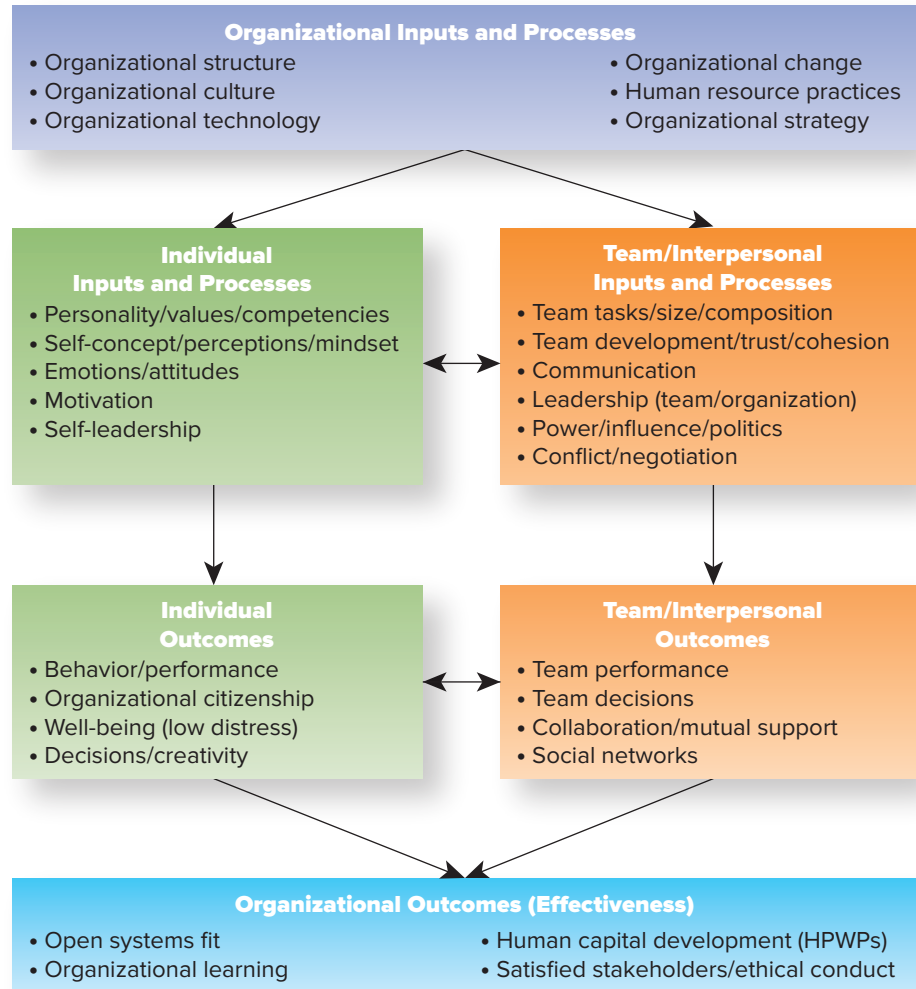 Organizational Inputs and Processes
• Organizational structure
• Organizational culture
• Organizational technology
• Organizational change
• Human resource practices
• Organizational strategy
Individual
Inputs and Processes
• Personality/values/competencies
• Self-concept/perceptions/mindset
• Emotions/attitudes
• Motivation
• Self-leadership
Team/Interpersonal
Inputs and Processes
• Team tasks/size/composition
• Team development/trust/cohesion
• Communication
• Leadership (team/organization)
• Power/influence/politics
• Conflict/negotiation
Individual
Outcomes
• Behavior/performance
• Organizational citizenship
• Well-being (low distress)
• Decisions/creativity
Team/Interpersonal
Outcomes
• Team performance
• Team decisions
• Collaboration/mutual support
• Social networks
Organizational Outcomes (Effectiveness)
• Open systems fit
• Organizational learning
• Human capital development (HPWPs)
• Satisfied stakeholders/ethical conduct